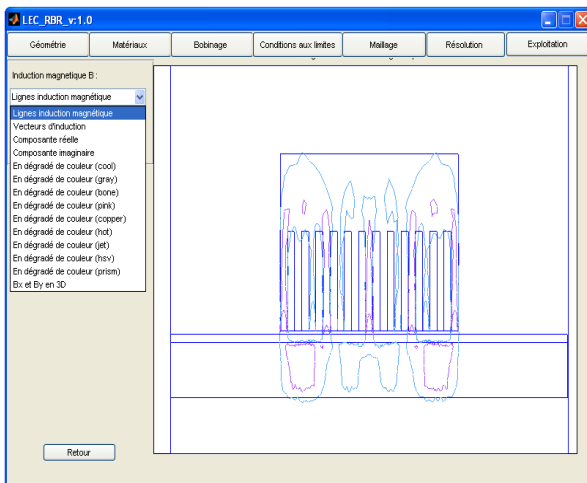 LEC_RBR_v:1.0
Géométrie
Matériaux
Bobinage
Conditions aux limites
Maillage
Résolution
Exploitation
Induction magnetique B :
Lignes induction magnétique
Lignes induction magnétique
Vecteurs d'induction
Composante réelle
Composante imaginaire
En dégradé de couleur (cool)
En dégradé de couleur (gray)
En dégradé de couleur (bone)
En dégradé de couleur (pink)
En dégradé de couleur (copper)
En dégradé de couleur (hot)
En dégradé de couleur (jet)
En dégradé de couleur (hsv)
En dégradé de couleur (prism)
Bx et By en 3D
Retour